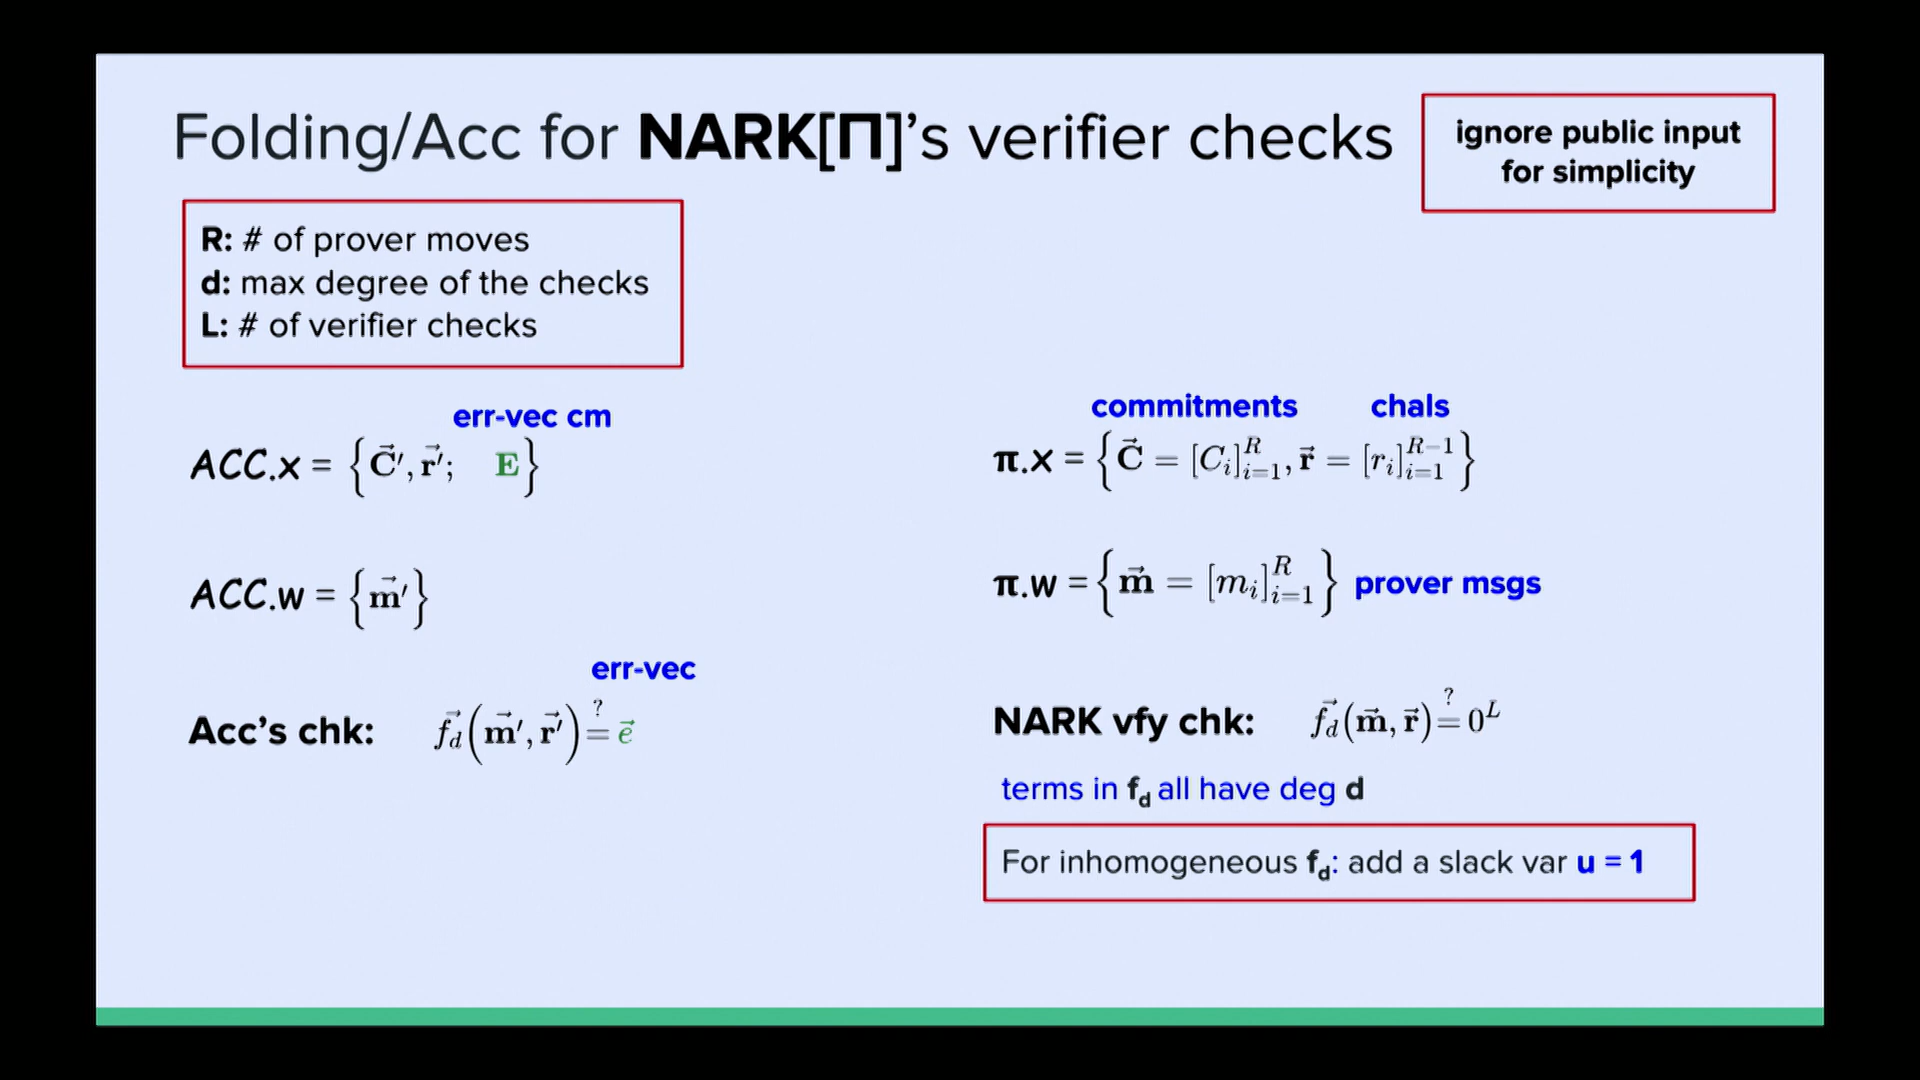 Folding/Acc for NARK[Π]'s verifier checks
ignore public input
for simplicity
R: # of prover moves
d: max degree of the checks
L: # of verifier checks
err-vec cm
ACC.x = {C⃗′, r⃗′; E}
ACC.w = {m⃗′}
err-vec
Acc's chk: f⃗_d(m⃗′, r⃗′) ≟ e⃗
commitments chals
π.x = {C⃗ = [C_i]_{i=1}^R, r⃗ = [r_i]_{i=1}^{R−1}}
π.w = {m⃗ = [m_i]_{i=1}^R} prover msgs
NARK vfy chk: f⃗_d(m⃗, r⃗) ≟ 0^L
terms in f_d all have deg d
For inhomogeneous f_d: add a slack var u = 1